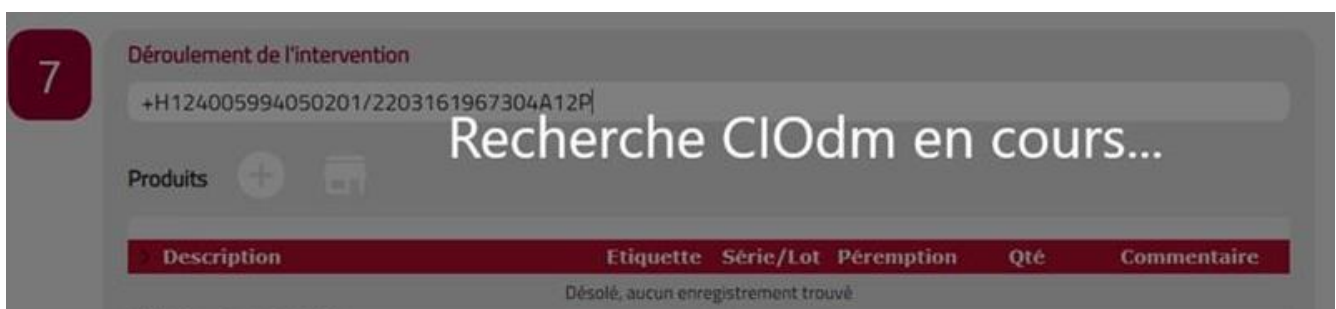 7
Déroulement de l'intervention
+H124005994050201/2203161967304A12P
Recherche CIOdm en cours...
Produits
Description Etiquette Série/Lot Péremption Qté Commentaire
Désolé, aucun enregistrement trouvé